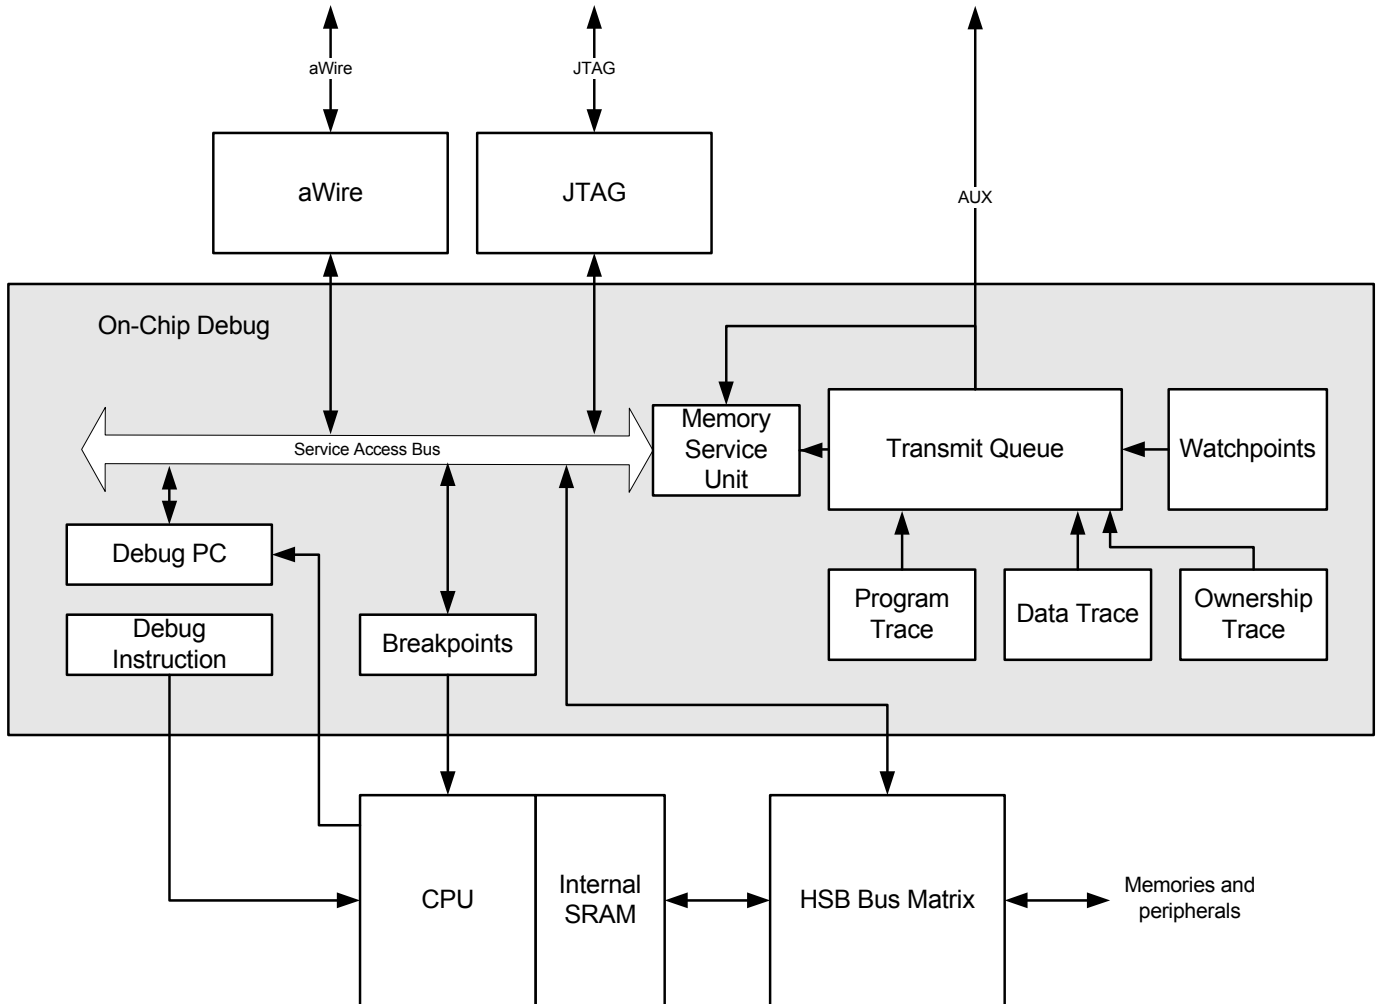 aWire
JTAG
aWire
JTAG
AUX
On-Chip Debug
Service Access Bus
Memory
Service
Unit
Transmit Queue
Watchpoints
Debug PC
Debug
Instruction
Breakpoints
Program
Trace
Data Trace
Ownership
Trace
CPU
Internal
SRAM
HSB Bus Matrix
Memories and
peripherals